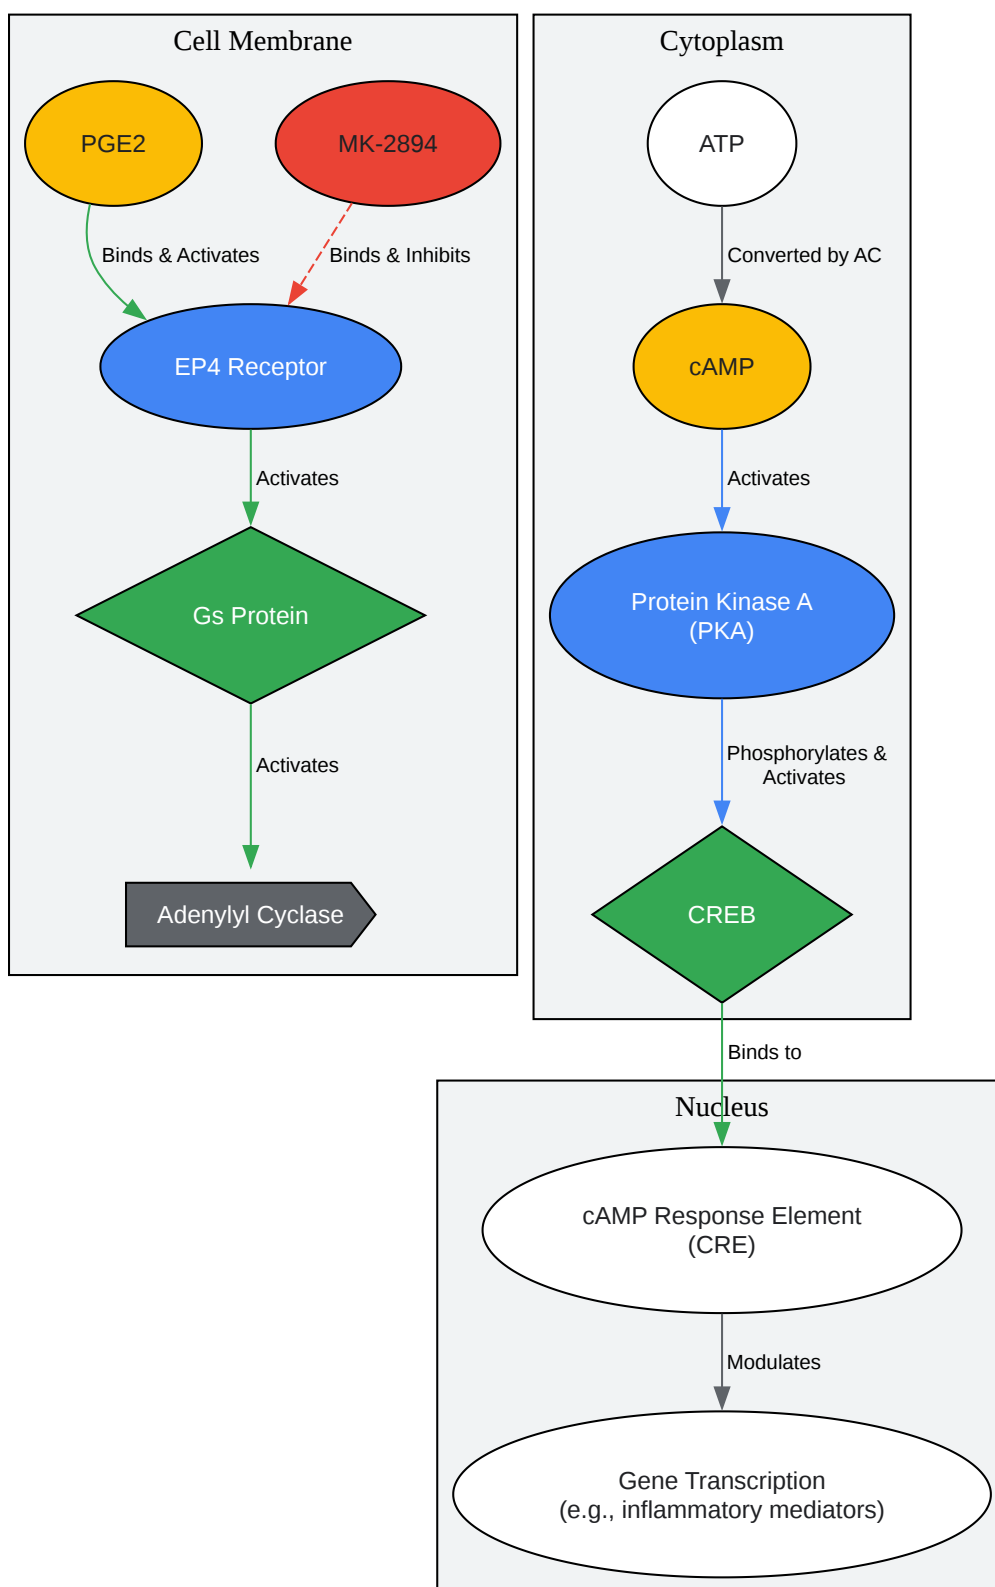 Cell Membrane
PGE2
MK-2894
Binds & Activates
Binds & Inhibits
EP4 Receptor
Activates
Gs Protein
Activates
Adenylyl Cyclase
Cytoplasm
ATP
Converted by AC
cAMP
Activates
Protein Kinase A
(PKA)
Phosphorylates &
Activates
CREB
Binds to
Nucleus
cAMP Response Element
(CRE)
Modulates
Gene Transcription
(e.g., inflammatory mediators)